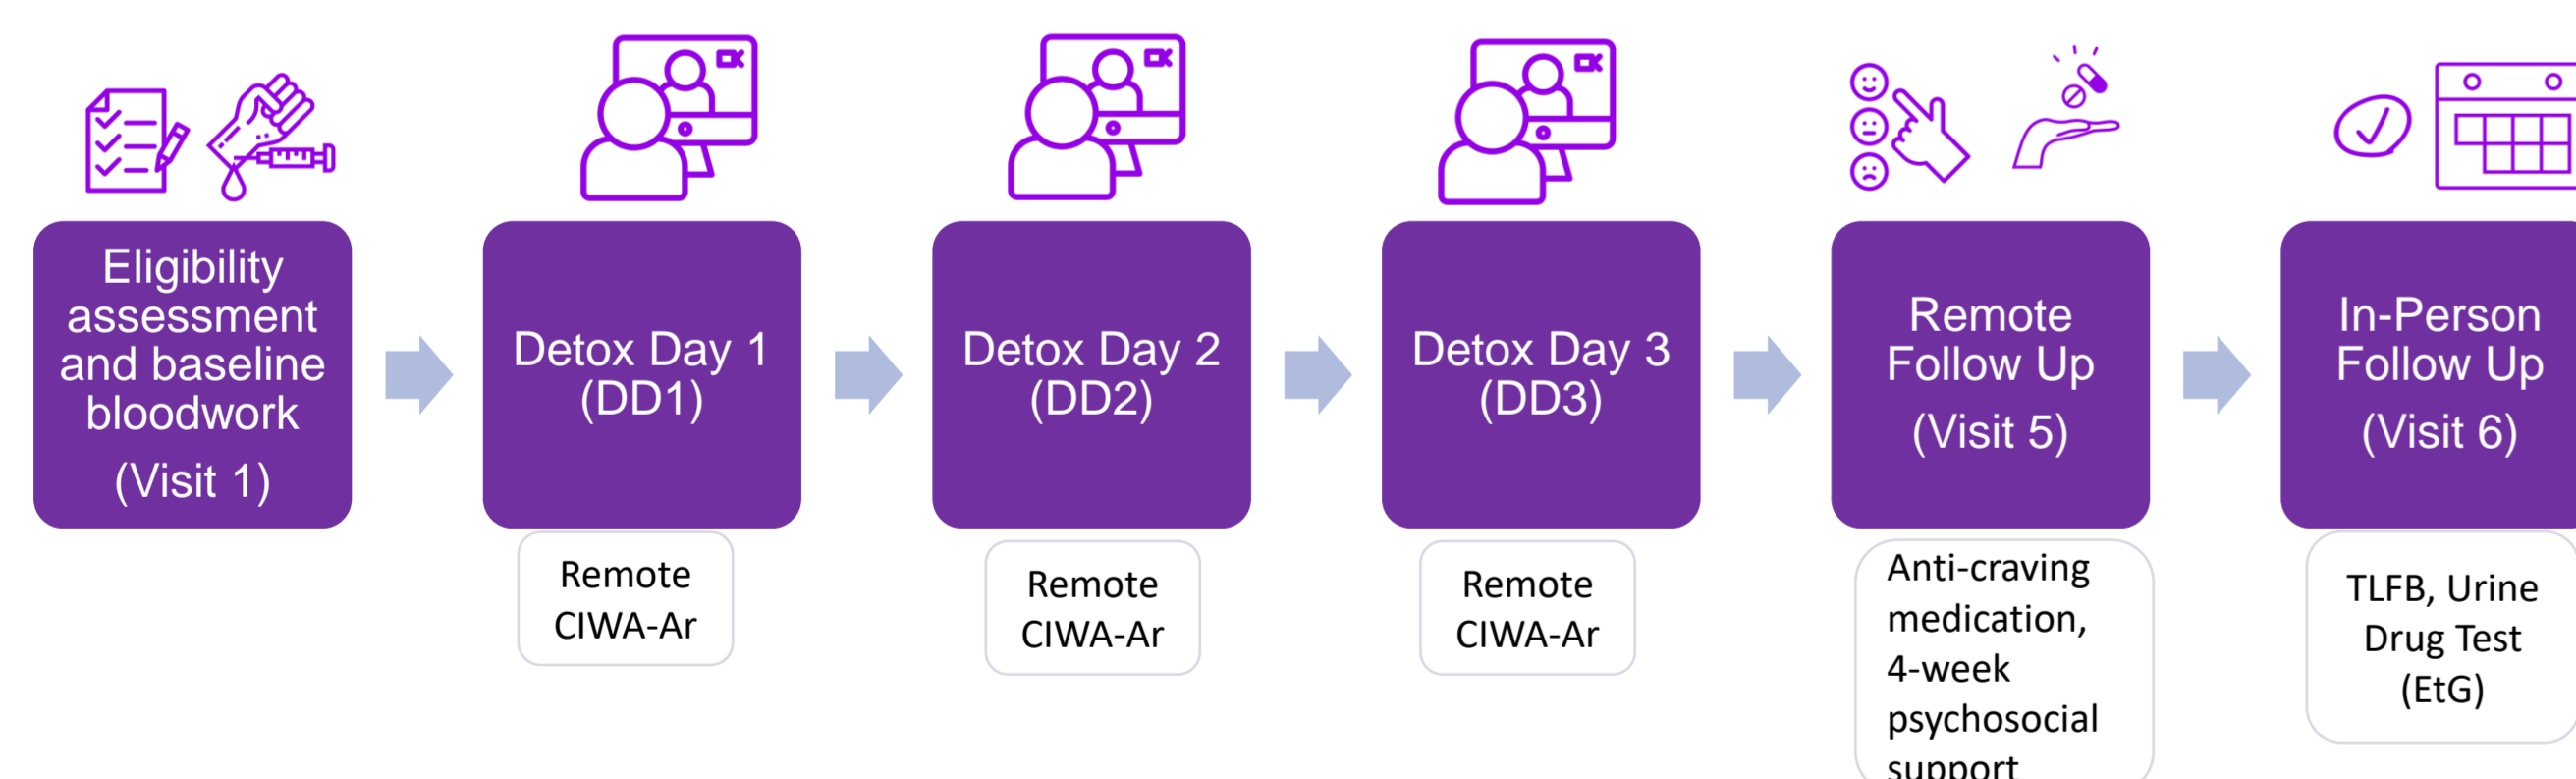 Eligibility
assessment
and baseline
bloodwork
(Visit 1)
Detox Day 1
(DD1)
Remote
CIWA-Ar
Detox Day 2
(DD2)
Remote
CIWA-Ar
Detox Day 3
(DD3)
Remote
CIWA-Ar
Remote
Follow Up
(Visit 5)
Anti-craving
medication,
4-week
psychosocial
support
In-Person
Follow Up
(Visit 6)
TLFB, Urine
Drug Test
(EtG)